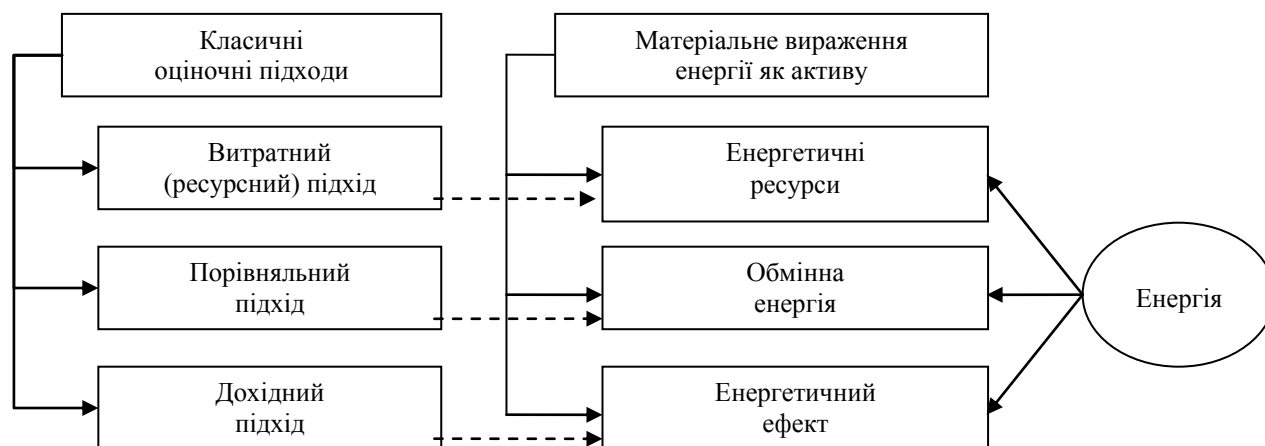 Класичні
оціночні підходи
Матеріальне вираження
енергії як активу
Витратний
(ресурсний) підхід
Енергетичні
ресурси
Порівняльний
підхід
Обмінна
енергія
Енергія
Дохідний
підхід
Енергетичний
ефект